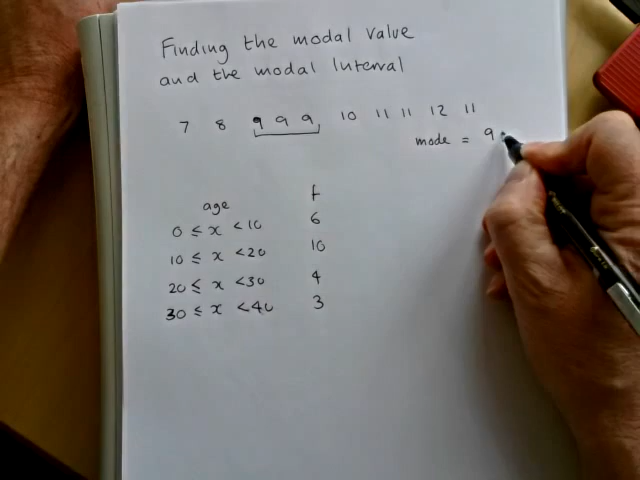 Finding the modal value
and the modal Interval
7 8 9 9 9 10 11 11 12 11
mode = 9
age f
0 ≤ x < 10 6
10 ≤ x < 20 10
20 ≤ x < 30 4
30 ≤ x < 40 3